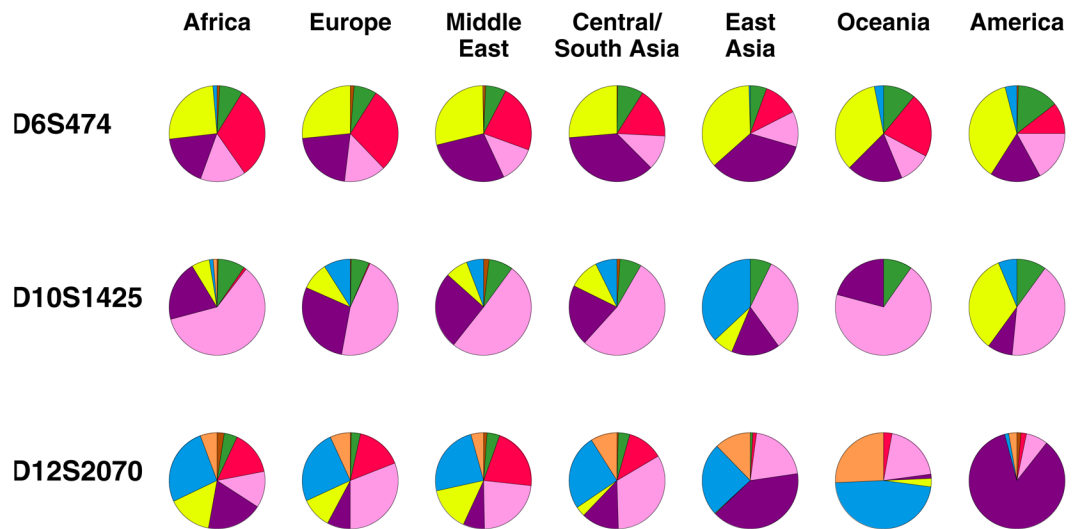 Africa
Europe
Middle
East
Central/
South Asia
East
Asia
Oceania
America
D6S474
D10S1425
D12S2070